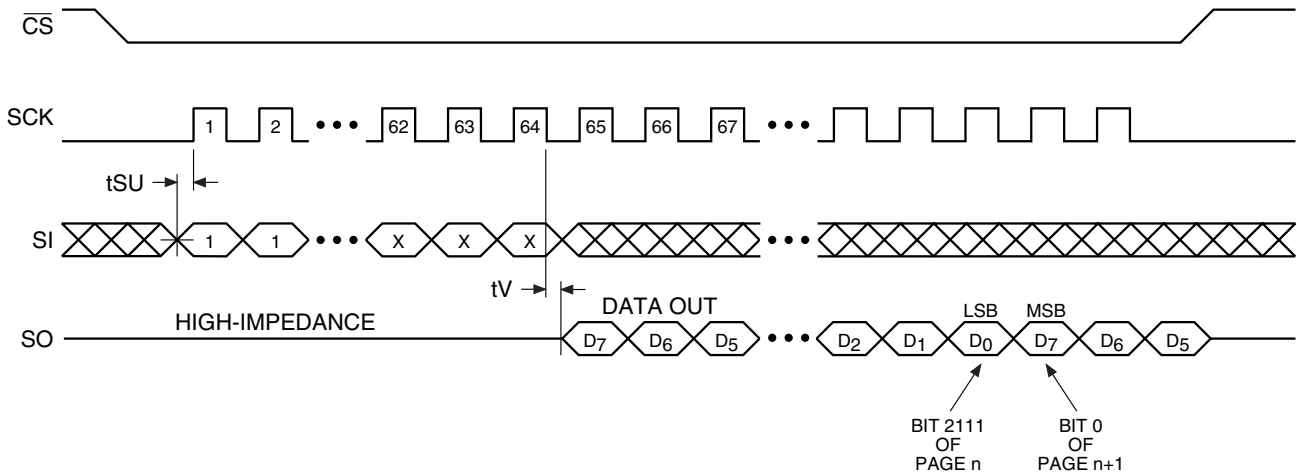 CS
SCK
1 2 ••• 62 63 64 65 66 67 •••
tSU
SI
1 1 ••• X X X •••
tV
HIGH-IMPEDANCE
DATA OUT
LSB MSB
SO
D7 D6 D5 ••• D2 D1 D0 D7 D6 D5
BIT 2111
OF
PAGE n
BIT 0
OF
PAGE n+1